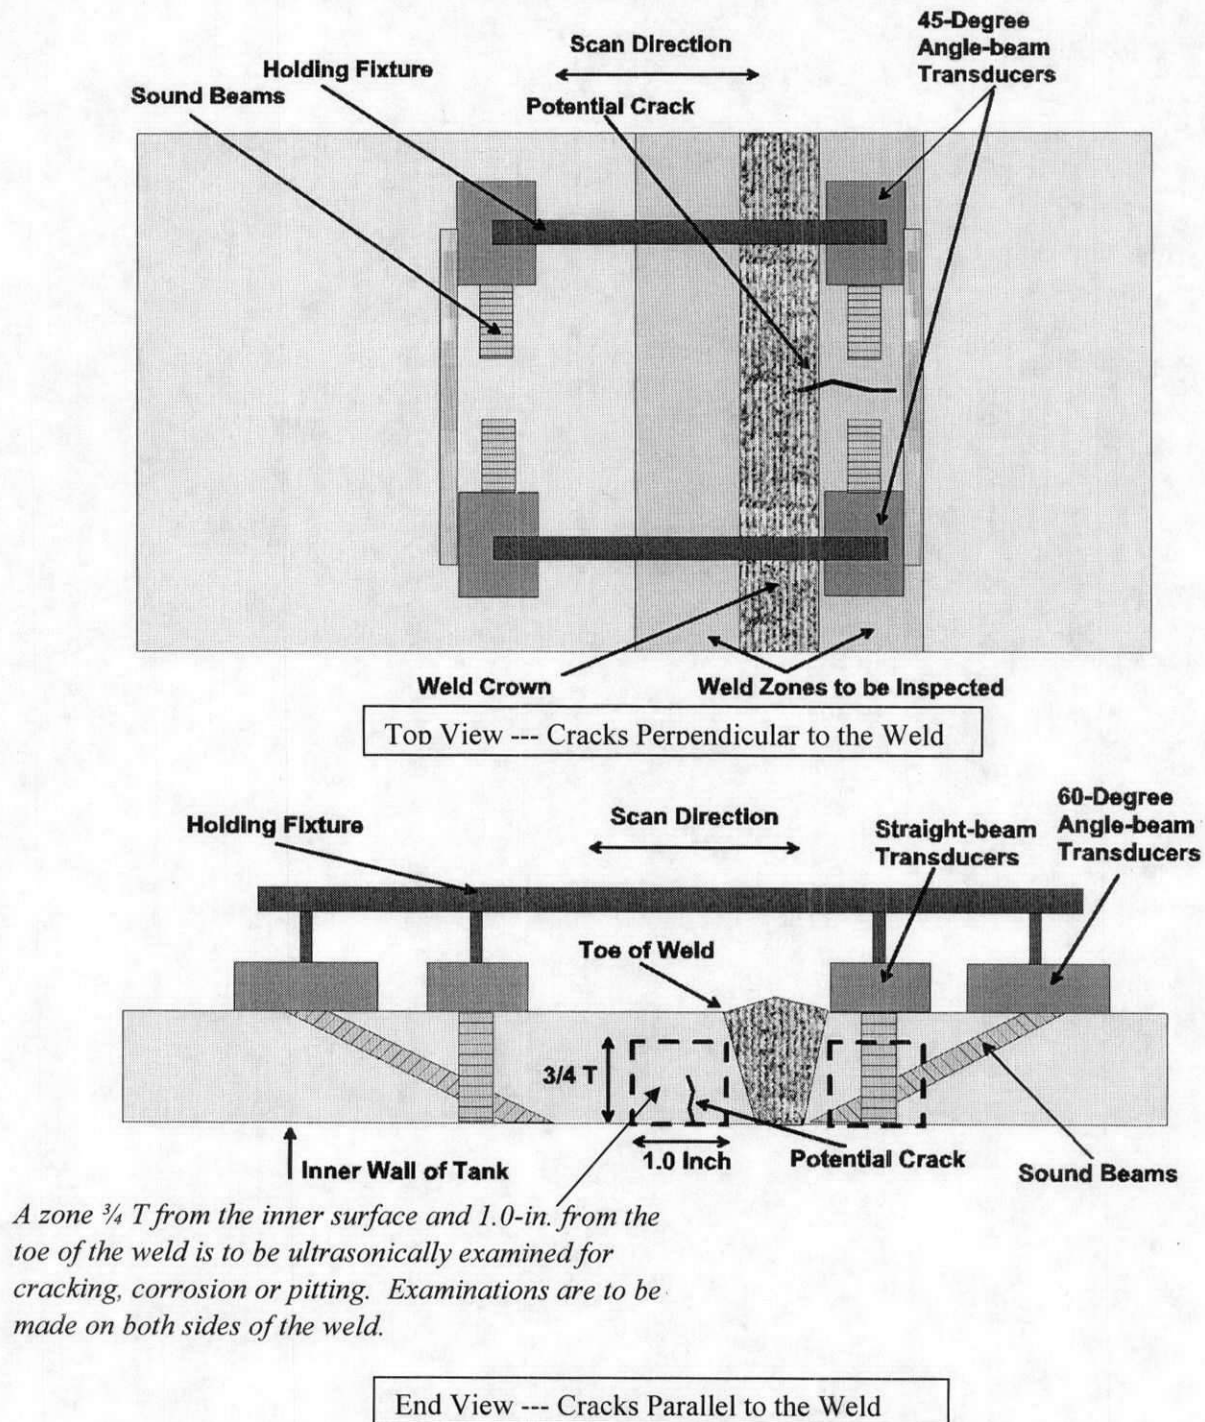 45-Degree
Angle-beam
Transducers
Scan Direction
Holding Fixture
Sound Beams
Potential Crack
Weld Crown
Weld Zones to be Inspected
Top View --- Cracks Perpendicular to the Weld
60-Degree
Angle-beam
Transducers
Scan Direction
Holding Fixture
Straight-beam
Transducers
Toe of Weld
3/4 T
1.0 Inch
Potential Crack
Inner Wall of Tank
Sound Beams
A zone ¾ T from the inner surface and 1.0-in. from the
toe of the weld is to be ultrasonically examined for
cracking, corrosion or pitting. Examinations are to be
made on both sides of the weld.
End View --- Cracks Parallel to the Weld